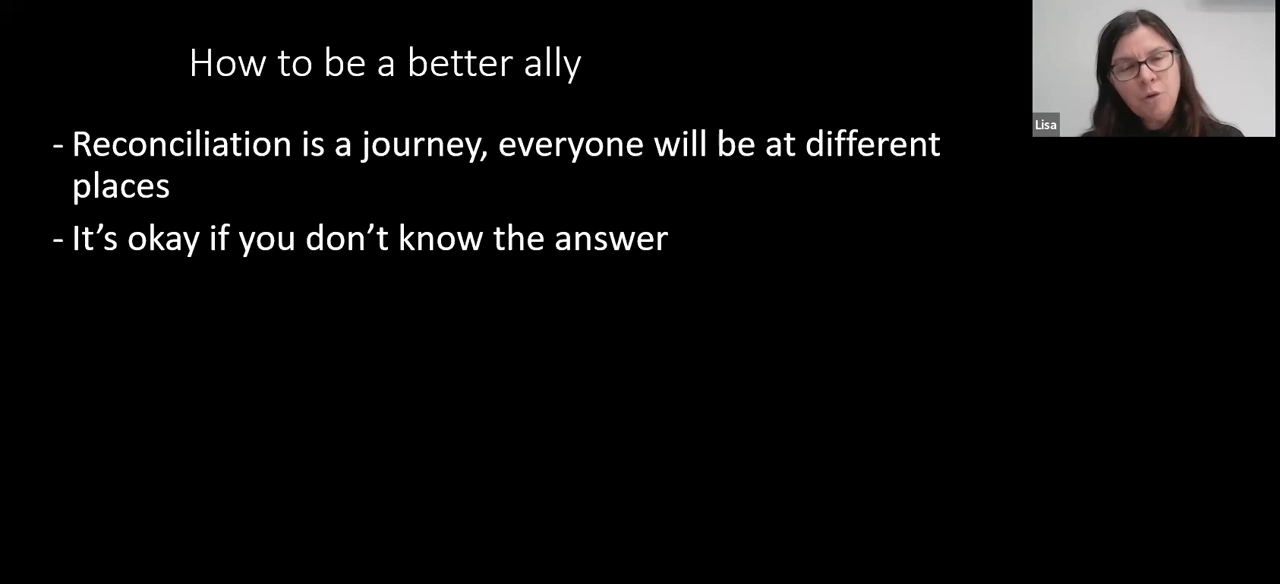 How to be a better ally
- Reconciliation is a journey, everyone will be at different
places
- It’s okay if you don’t know the answer
Lisa